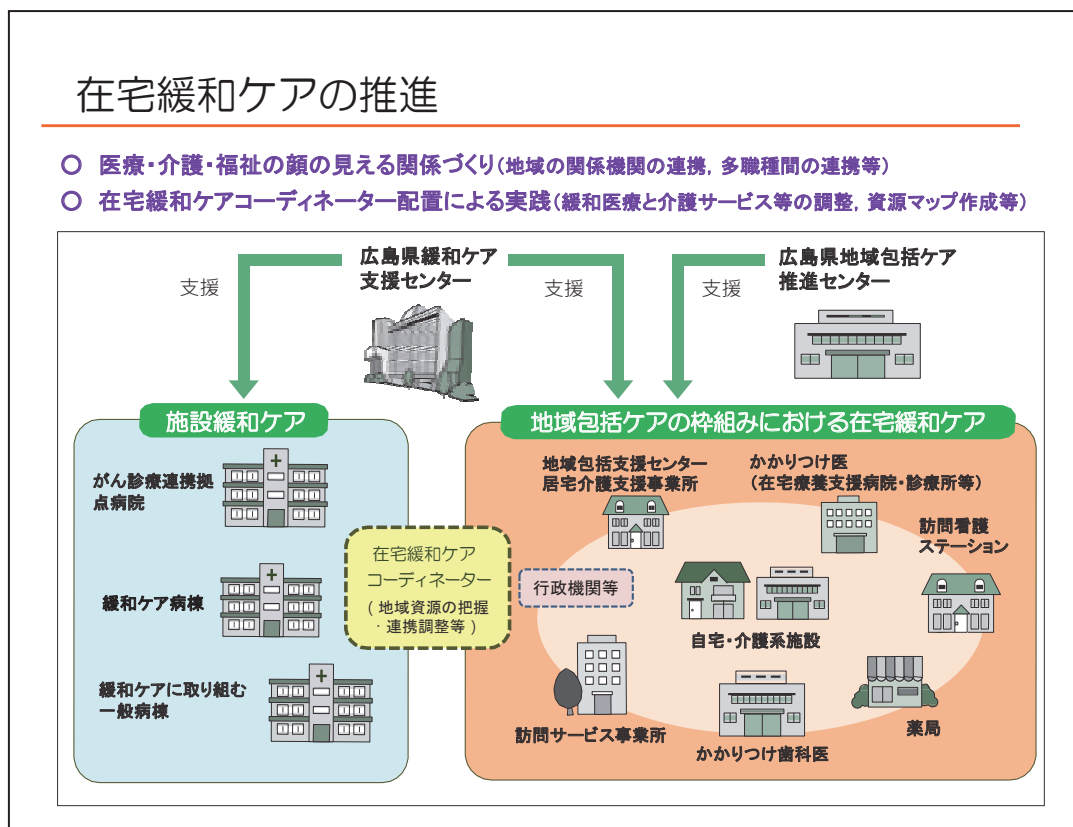 在宅緩和ケアの推進
○ 医療・介護・福祉の顔の見える関係づくり(地域の関係機関の連携,多職種間の連携等)
○ 在宅緩和ケアコーディネーター配置による実践(緩和医療と介護サービス等の調整,資源マップ作成等)
広島県緩和ケア
支援センター
広島県地域包括ケア
推進センター
支援
支援
支援
施設緩和ケア
地域包括ケアの枠組みにおける在宅緩和ケア
がん診療連携拠
点病院
緩和ケア病棟
緩和ケアに取り組む
一般病棟
在宅緩和ケア
コーディネーター
(地域資源の把握
・連携調整等)
行政機関等
地域包括支援センター
居宅介護支援事業所
かかりつけ医
(在宅療養支援病院・診療所等)
訪問看護
ステーション
自宅・介護系施設
訪問サービス事業所
かかりつけ歯科医
薬局